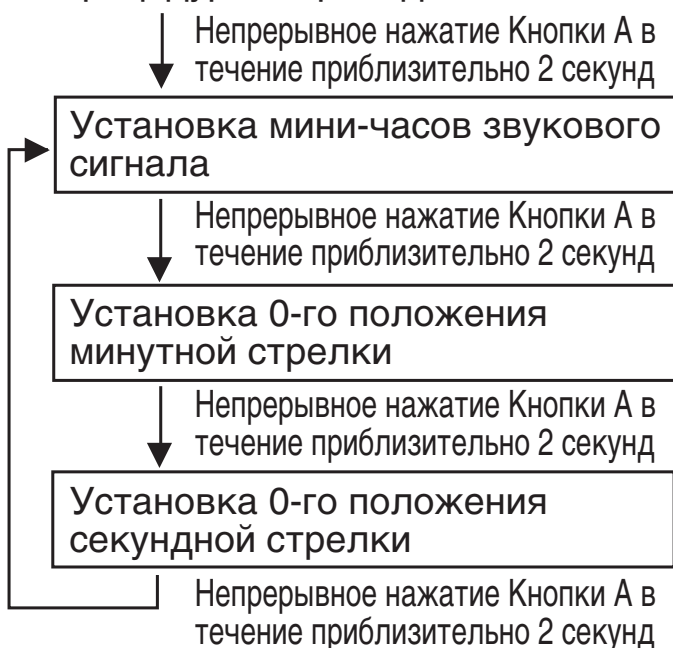 Непрерывное нажатие Кнопки А в
течение приблизительно 2 секунд
Установка мини-часов звукового
сигнала
Непрерывное нажатие Кнопки А в
течение приблизительно 2 секунд
Установка 0-го положения
минутной стрелки
Непрерывное нажатие Кнопки А в
течение приблизительно 2 секунд
Установка 0-го положения
секундной стрелки
Непрерывное нажатие Кнопки А в
течение приблизительно 2 секунд